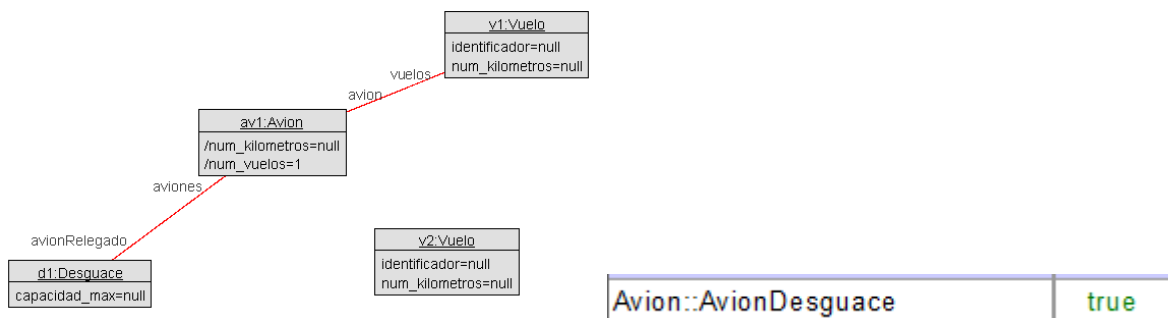 v1:Vuelo
identificador=null
num_kilometros=null
vuelos
avion
av1:Avion
/num_kilometros=null
/num_vuelos=1
aviones
avionRelegado
d1:Desguace
capacidad_max=null
v2:Vuelo
identificador=null
num_kilometros=null
Avion::AvionDesguace true